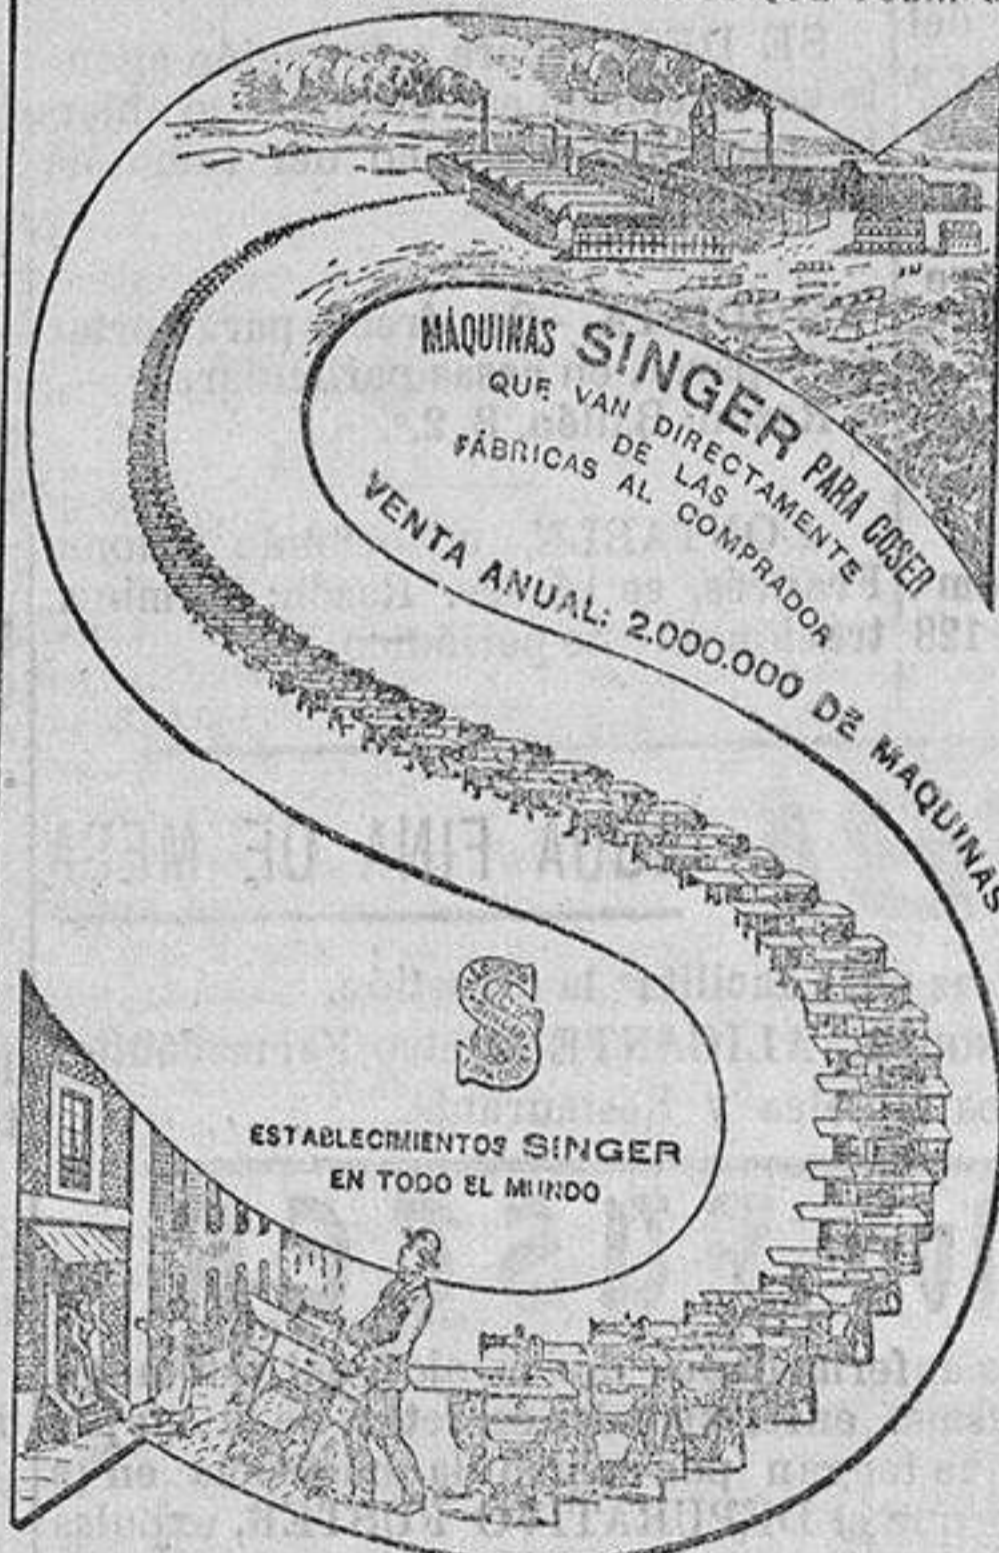 MÁQUINAS SINGER PARA COSER
QUE VAN DIRECTAMENTE
DE LAS
FÁBRICAS AL COMPRADOR
VENTA ANUAL: 2.000.000 DE MAQUINAS
S
ESTABLECIMIENTOS SINGER
EN TODO EL MUNDO